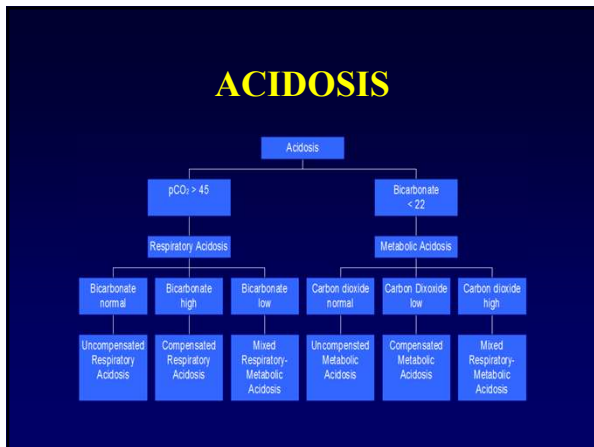 ACIDOSIS
Acidosis
pCO₂ > 45
Bicarbonate
< 22
Respiratory Acidosis
Metabolic Acidosis
Bicarbonate
normal
Bicarbonate
high
Bicarbonate
low
Carbon dioxide
normal
Carbon Dixoxide
low
Carbon dioxide
high
Uncompensated
Respiratory
Acidosis
Compensated
Respiratory
Acidosis
Mixed
Respiratory-
Metabolic
Acidosis
Uncompensted
Metabolic
Acidosis
Compensated
Metabolic
Acidosis
Mixed
Respiratory-
Metabolic
Acidosis